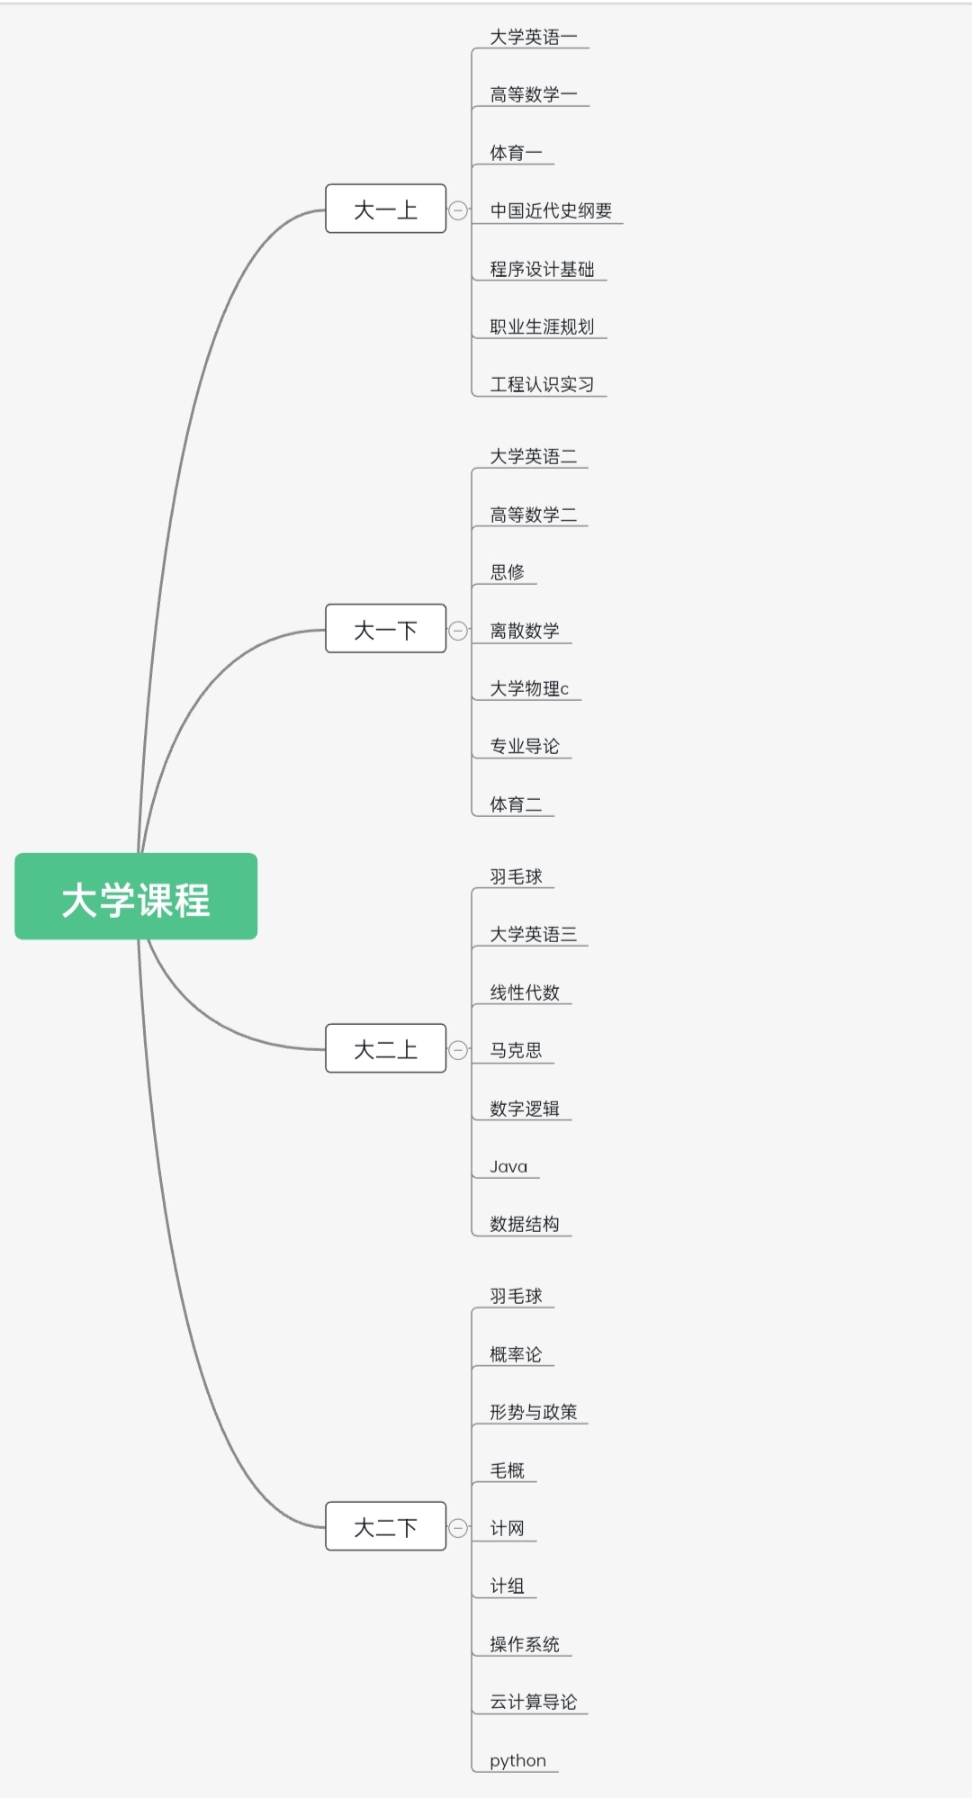 大学课程
大一上
大学英语一
高等数学一
体育一
中国近代史纲要
程序设计基础
职业生涯规划
工程认识实习
大一下
大学英语二
高等数学二
思修
离散数学
大学物理c
专业导论
体育二
大二上
羽毛球
大学英语三
线性代数
马克思
数字逻辑
Java
数据结构
大二下
羽毛球
概率论
形势与政策
毛概
计网
计组
操作系统
云计算导论
python